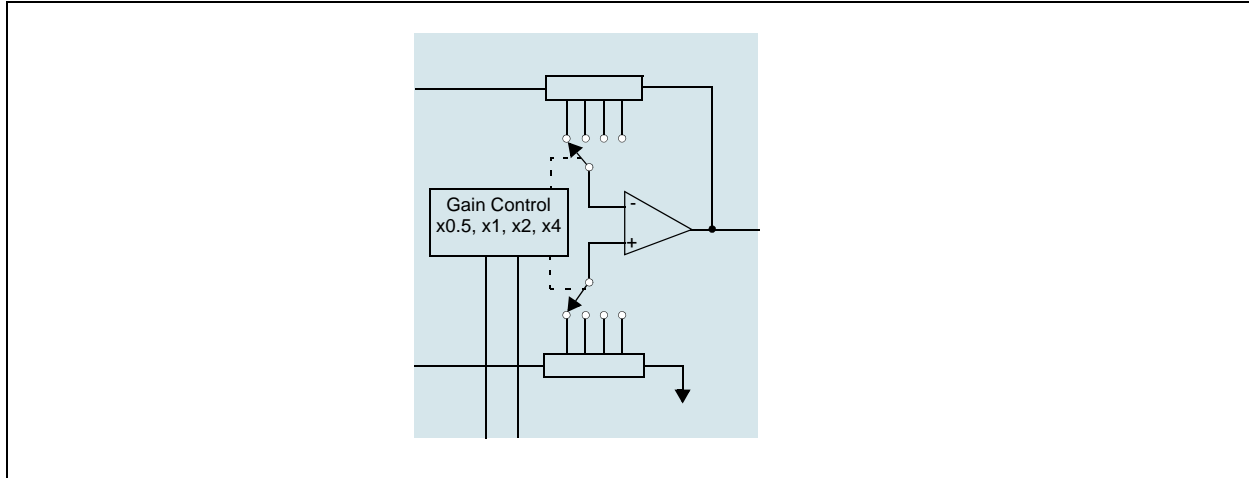 Gain Control
x0.5, x1, x2, x4
-
+